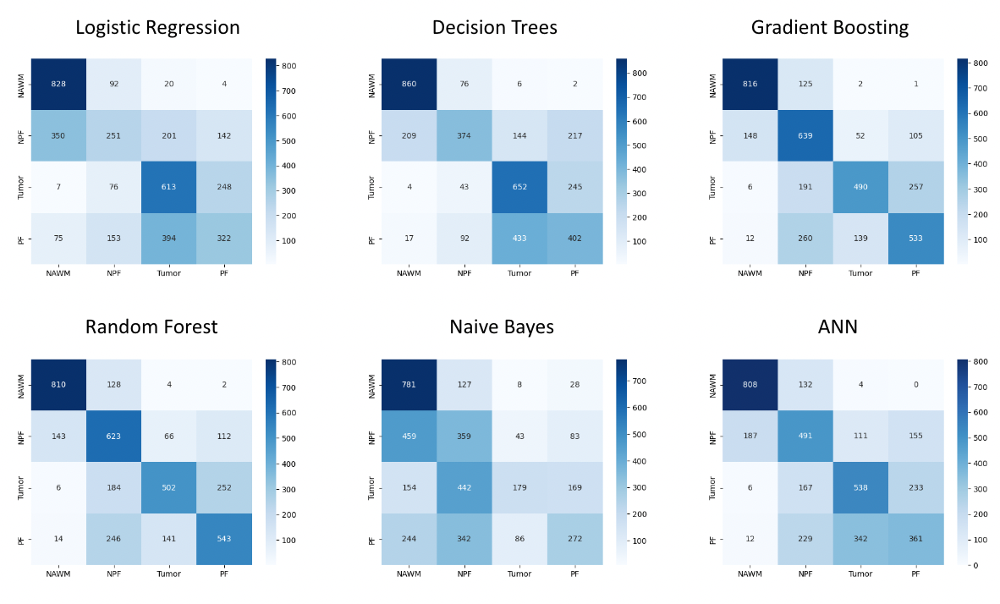 Logistic Regression
NAWM 828 92 20 4
NPF 350 251 201 142
Tumor 7 76 613 248
PF 75 153 394 322
NAWM NPF Tumor PF
800
700
600
500
400
300
200
100
Decision Trees
NAWM 860 76 6 2
NPF 209 374 144 217
Tumor 4 43 652 245
PF 17 92 433 402
NAWM NPF Tumor PF
800
700
600
500
400
300
200
100
Gradient Boosting
NAWM 816 125 2 1
NPF 148 639 52 105
Tumor 6 191 490 257
PF 12 260 139 533
NAWM NPF Tumor PF
800
700
600
500
400
300
200
100
Random Forest
NAWM 810 128 4 2
NPF 143 623 66 112
Tumor 6 184 502 252
PF 14 246 141 543
NAWM NPF Tumor PF
800
700
600
500
400
300
200
100
Naive Bayes
NAWM 781 127 8 28
NPF 459 359 43 83
Tumor 154 442 179 169
PF 244 342 86 272
NAWM NPF Tumor PF
700
600
500
400
300
200
100
ANN
NAWM 808 132 4 0
NPF 187 491 111 155
Tumor 6 167 538 233
PF 12 229 342 361
NAWM NPF Tumor PF
800
700
600
500
400
300
200
100
0